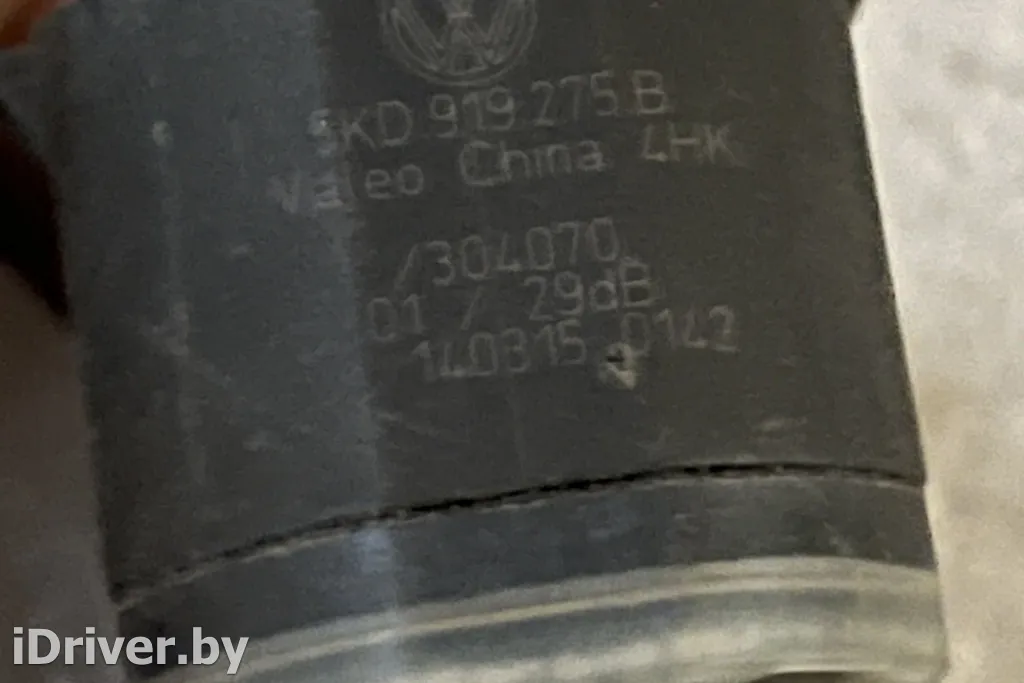 5KD 919 275 B
Valeo China 4HK
/304070
01 / 29dB
140315 0142
iDriver.by